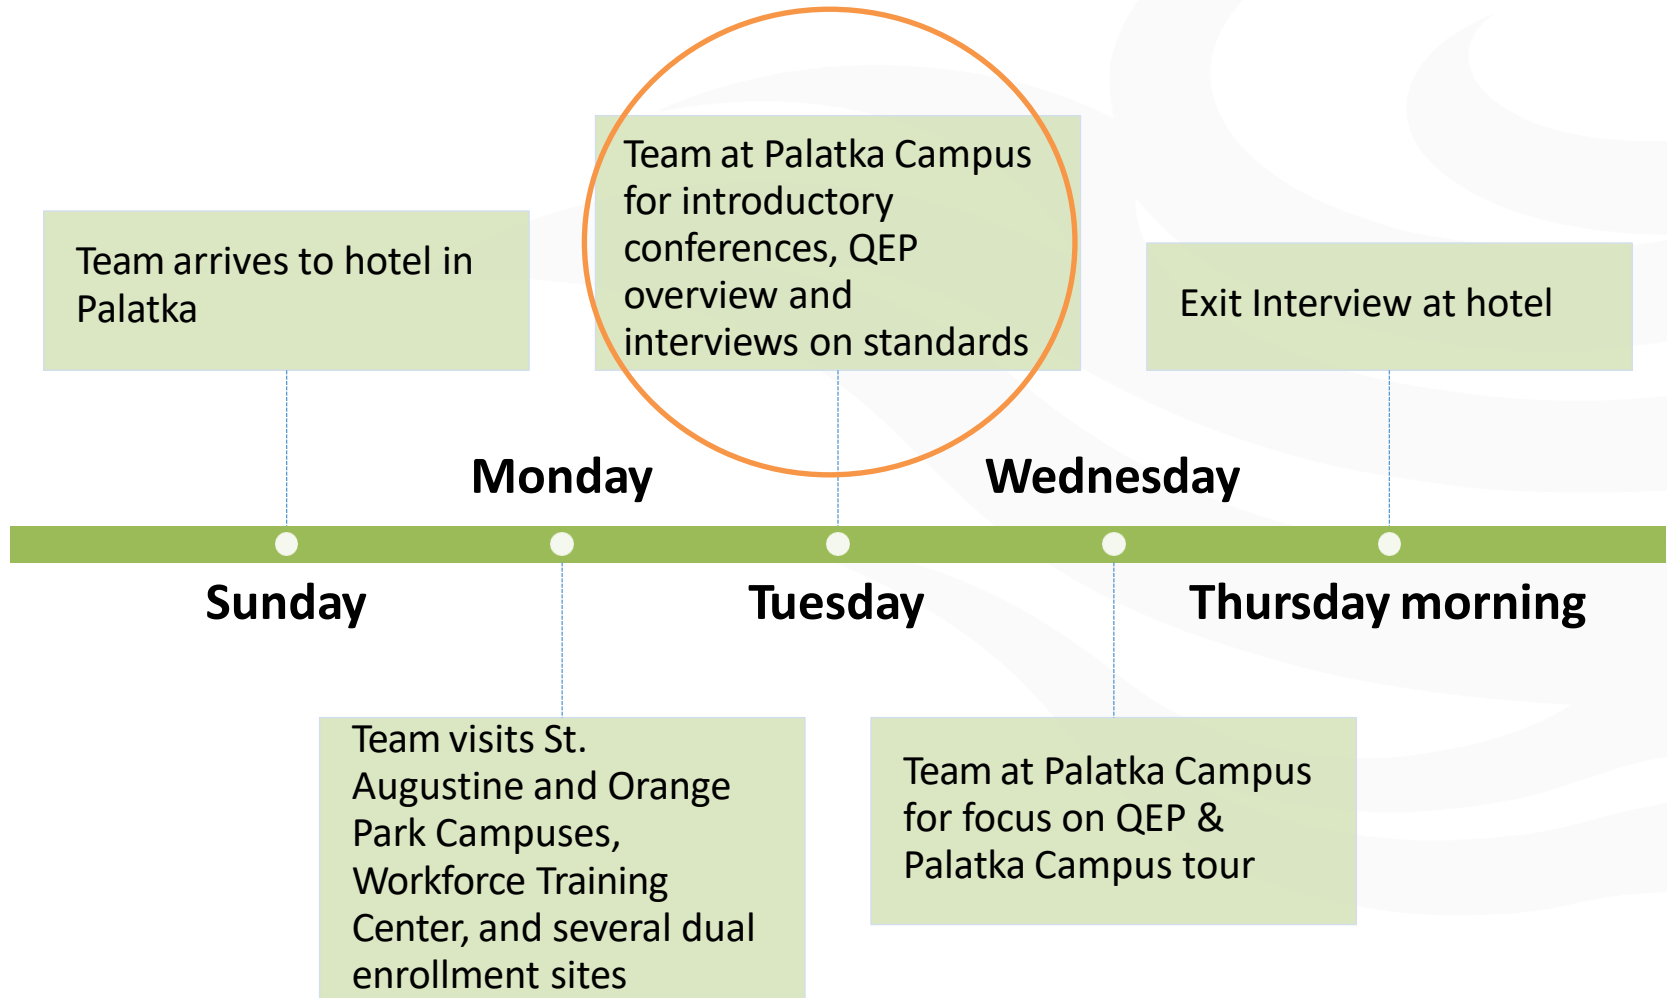 Team arrives to hotel in
Palatka
Team at Palatka Campus
for introductory
conferences, QEP
overview and
interviews on standards
Exit Interview at hotel
Monday
Wednesday
Sunday
Tuesday
Thursday morning
Team visits St.
Augustine and Orange
Park Campuses,
Workforce Training
Center, and several dual
enrollment sites
Team at Palatka Campus
for focus on QEP &
Palatka Campus tour